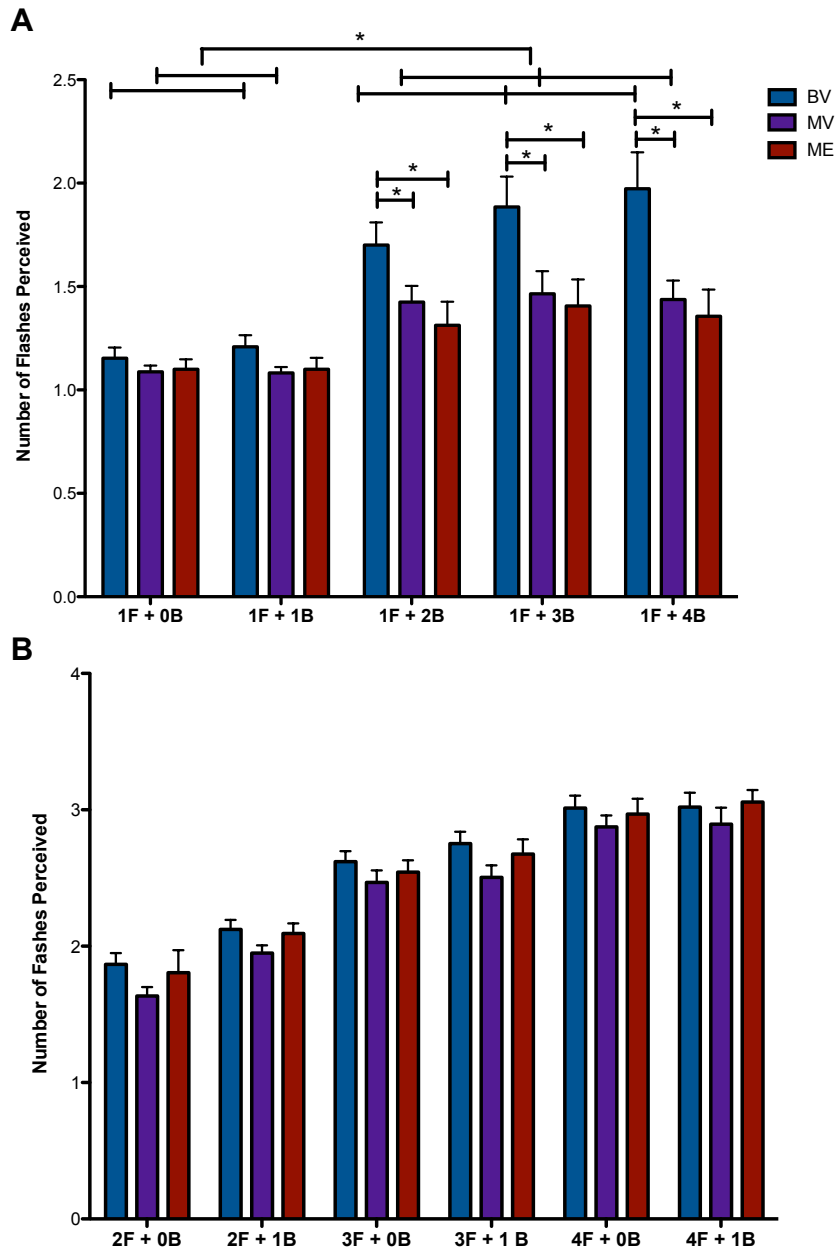 A
*
2.5
2.0
1.5
1.0
0.5
0.0
Number of Flashes Perceived
* *
* *
* *
BV
MV
ME
1F + 0B 1F + 1B 1F + 2B 1F + 3B 1F + 4B
B
4
3
2
1
0
Number of Fashes Perceived
2F + 0B 2F + 1B 3F + 0B 3F + 1 B 4F + 0B 4F + 1B